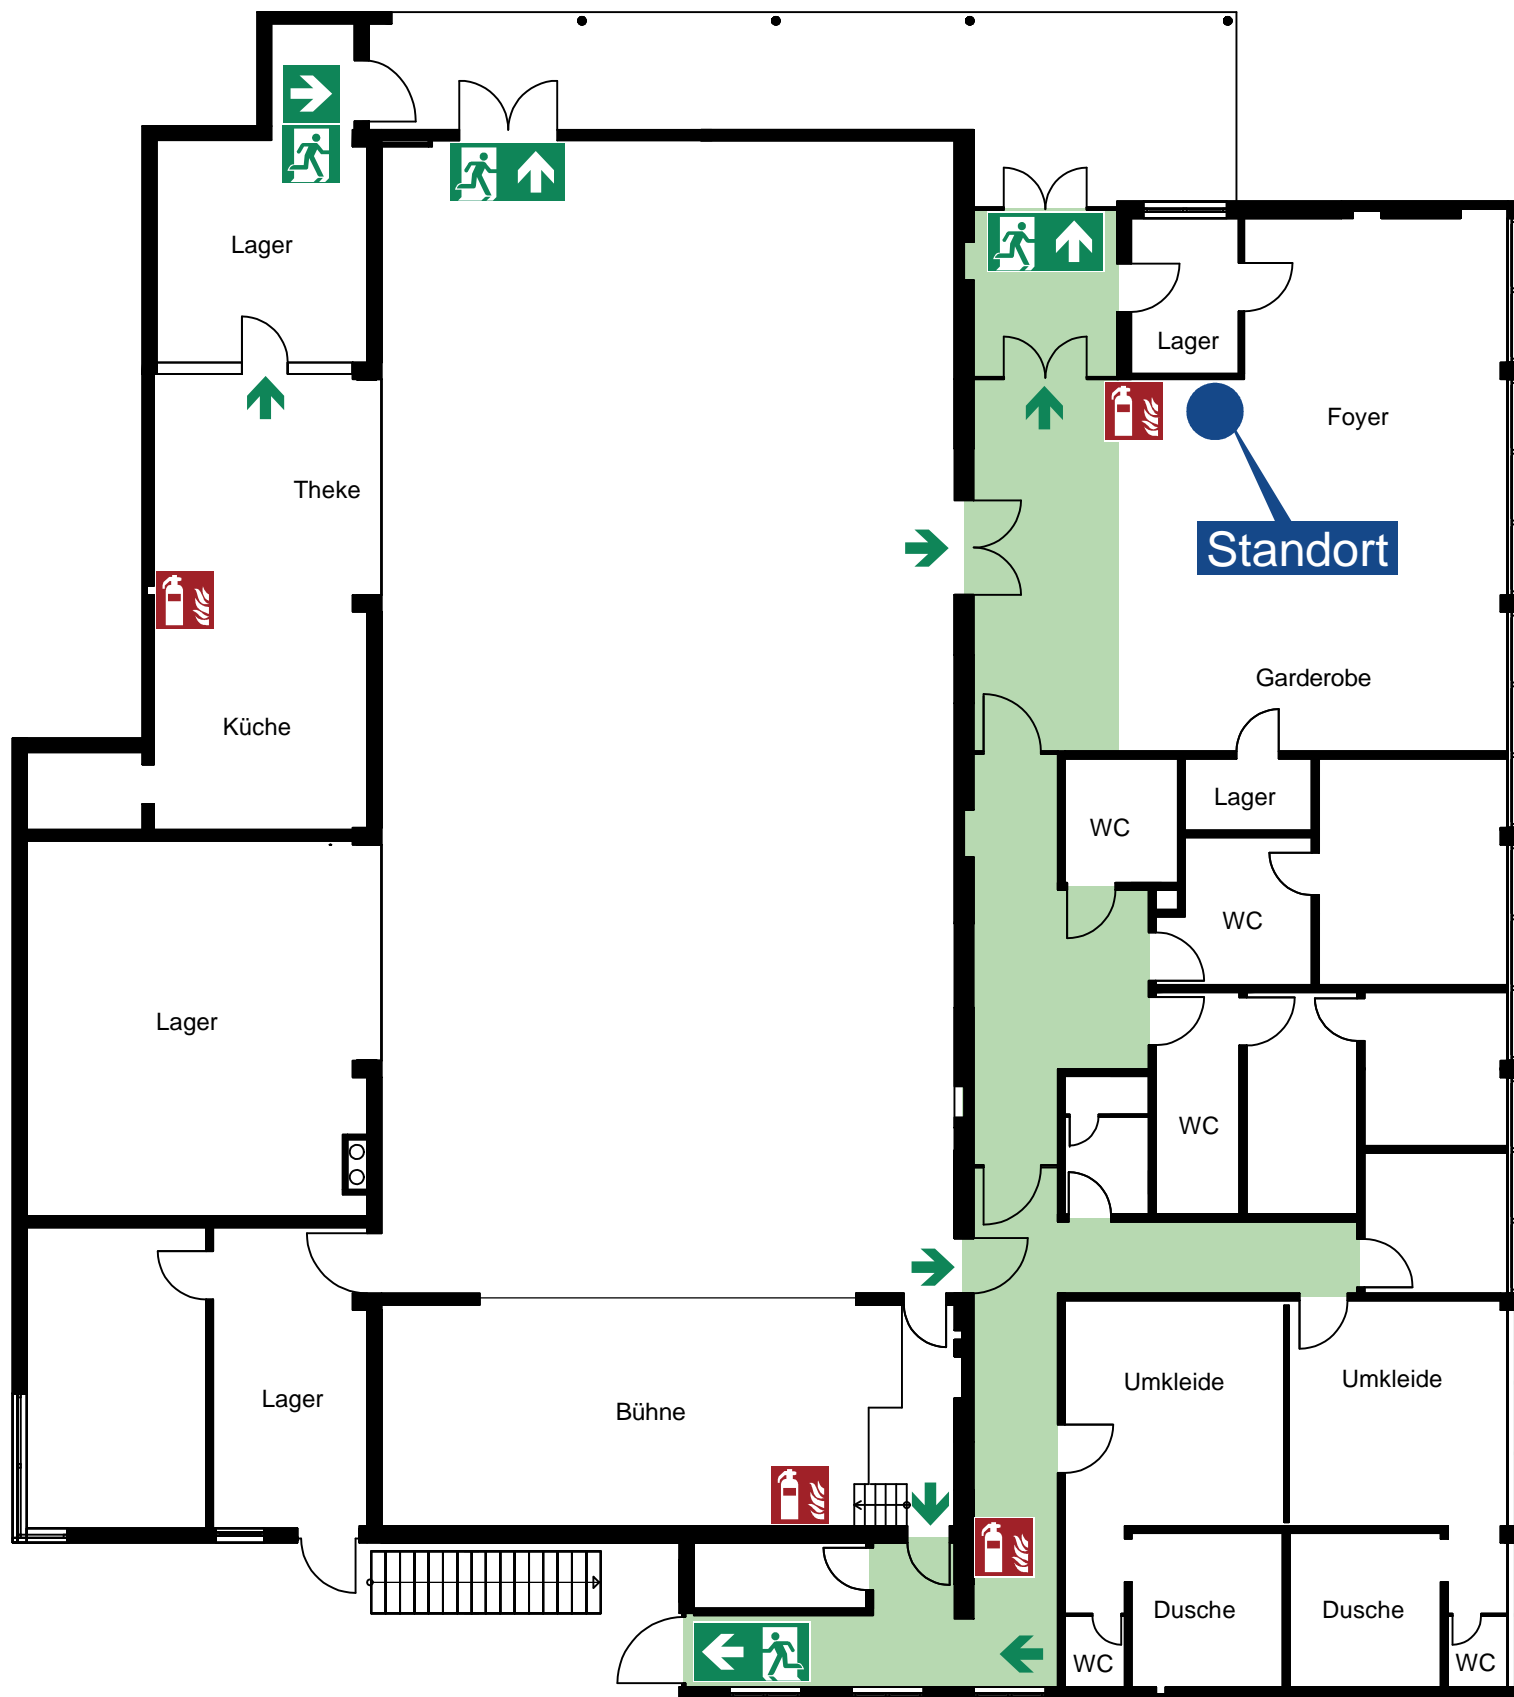 Lager
Lager
Foyer
Theke
Standort
Garderobe
Küche
Lager
WC
WC
Lager
WC
Umkleide
Umkleide
Lager
Bühne
Dusche
Dusche
WC
WC